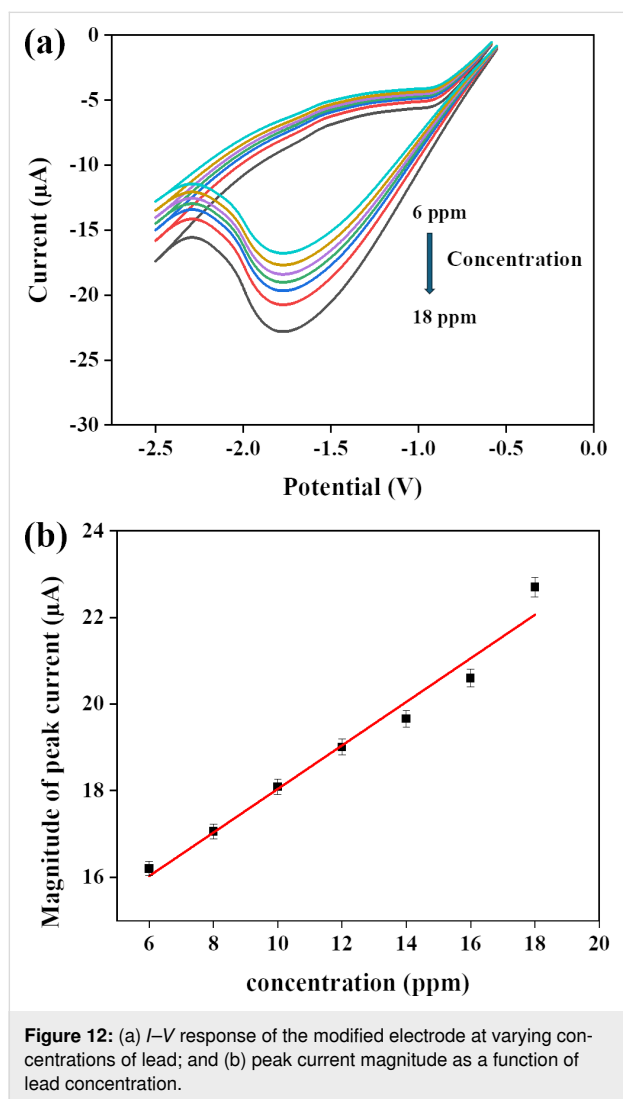 (a)
0
-5
-10
-15
-20
-25
-30
Current (µA)
6 ppm
Concentration
18 ppm
-2.5 -2.0 -1.5 -1.0 -0.5 0.0
Potential (V)
(b)
24
22
20
18
16
Magnitude of peak current (µA)
6 8 10 12 14 16 18 20
concentration (ppm)
Figure 12: (a) I–V response of the modified electrode at varying con-
centrations of lead; and (b) peak current magnitude as a function of
lead concentration.